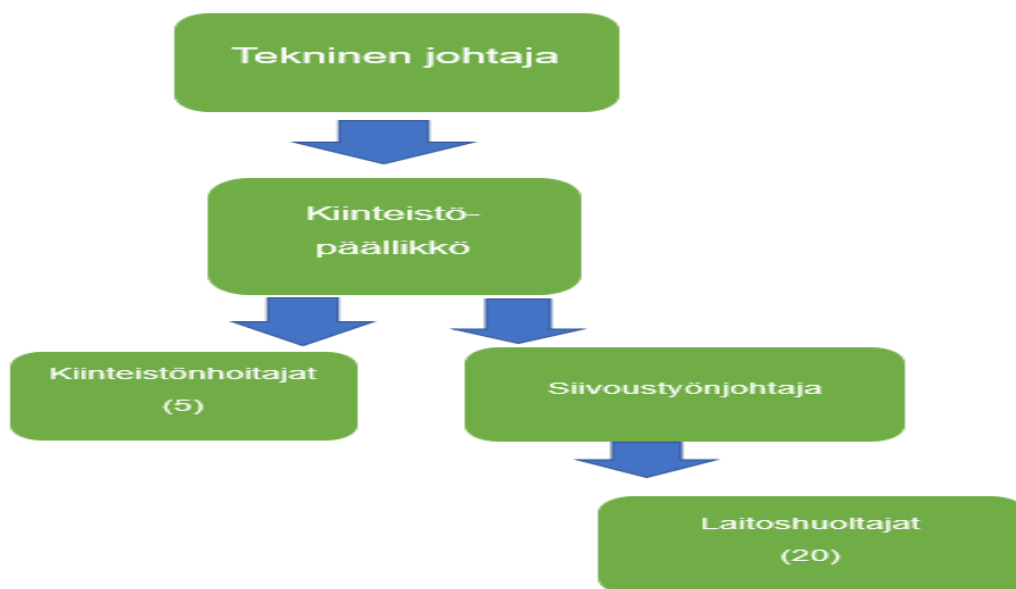 Tekninen johtaja
Kiinteistö-
päällikkö
Kiinteistönhoitajat
(5)
Siivoustyönjohtaja
Laitoshuoltajat
(20)